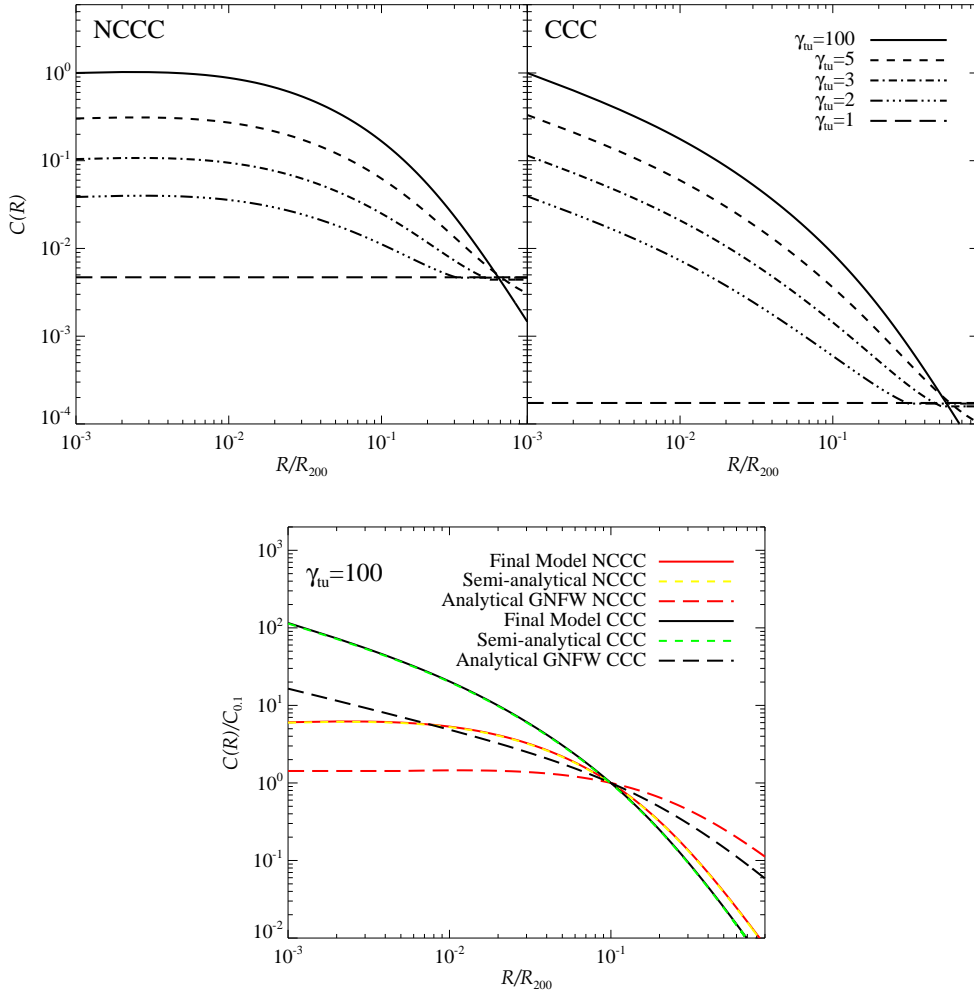 NCCC
CCC
γtu=100
γtu=5
γtu=3
γtu=2
γtu=1
C(R)
10^0
10^-1
10^-2
10^-3
10^-4
10^-3
10^-2
10^-1
10^-3
10^-2
10^-1
R/R200
R/R200
γtu=100
Final Model NCCC
Semi-analytical NCCC
Analytical GNFW NCCC
Final Model CCC
Semi-analytical CCC
Analytical GNFW CCC
C(R)/C0.1
10^3
10^2
10^1
10^0
10^-1
10^-2
10^-3
10^-2
10^-1
R/R200